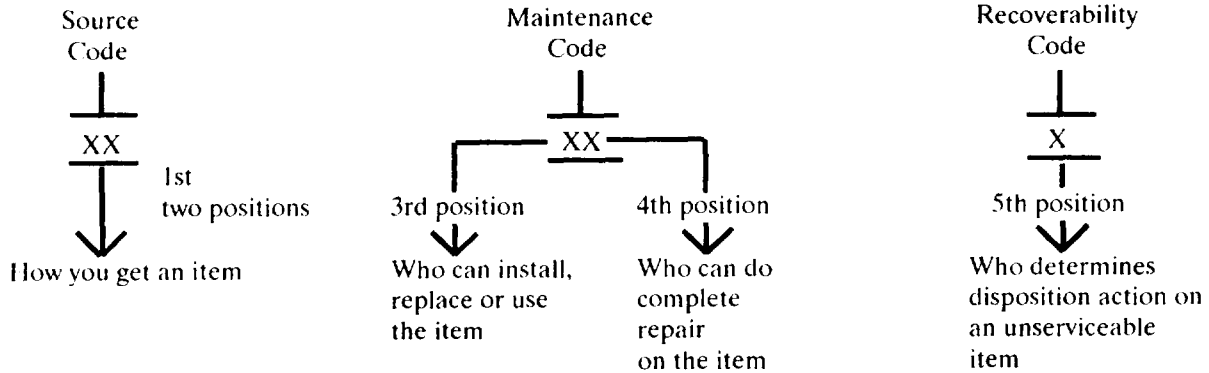 Source
Code
XX
1st
two positions
How you get an item
Maintenance
Code
XX
3rd position
Who can install,
replace or use
the item
4th position
Who can do
complete
repair
on the item
Recoverability
Code
X
5th position
Who determines
disposition action on
an unserviceable
item